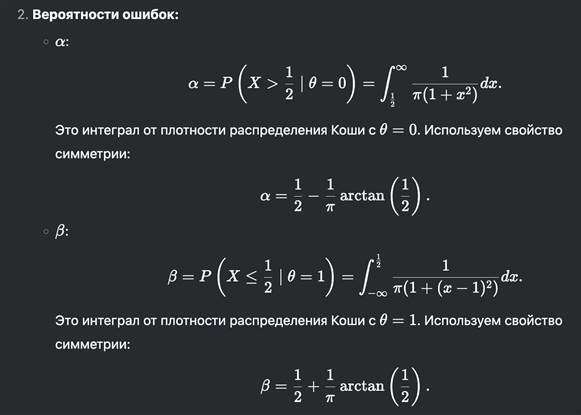 2. Вероятности ошибок:
○ α:
α = P(X > 1/2 | θ = 0) = ∫_{1/2}^{∞} 1/(π(1 + x²)) dx.
Это интеграл от плотности распределения Коши с θ = 0. Используем свойство
симметрии:
α = 1/2 − 1/π arctan(1/2).
○ β:
β = P(X ≤ 1/2 | θ = 1) = ∫_{−∞}^{1/2} 1/(π(1 + (x − 1)²)) dx.
Это интеграл от плотности распределения Коши с θ = 1. Используем свойство
симметрии:
β = 1/2 + 1/π arctan(1/2).